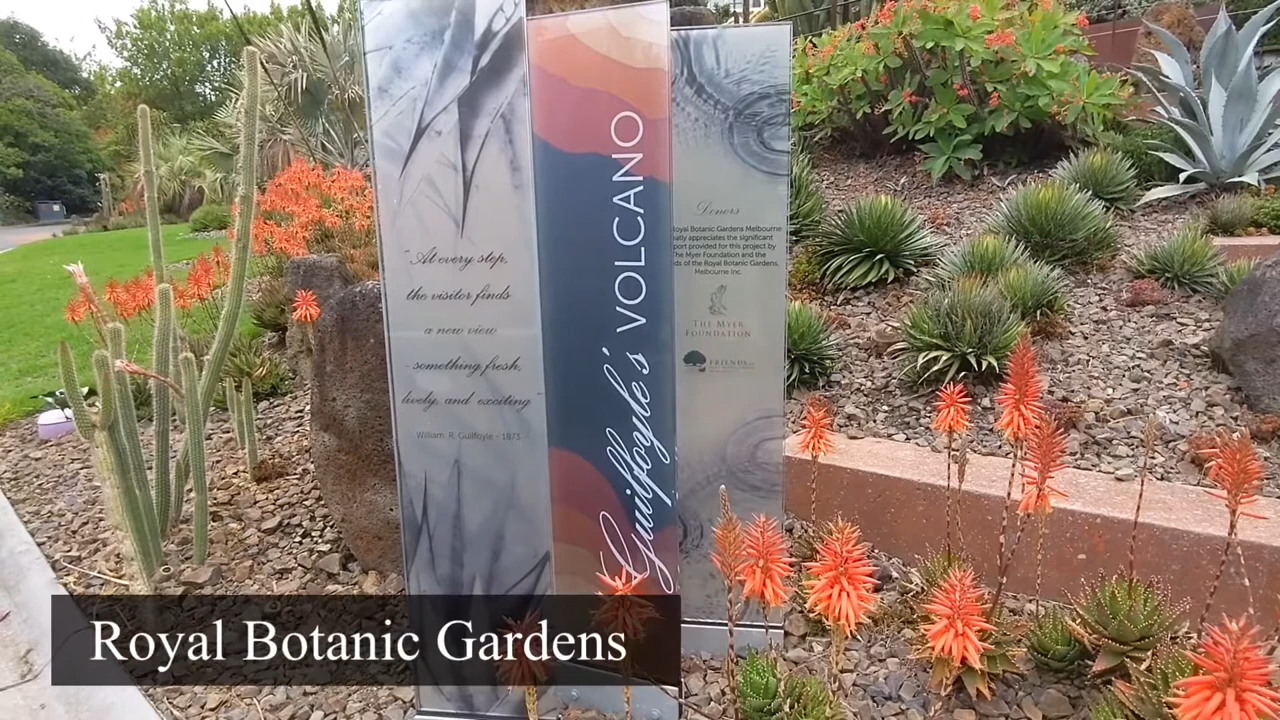 "At every step,
the visitor finds
a new view
- something fresh,
lively, and exciting"
William. R. Guilfoyle - 1873
Guilfoyle's VOLCANO
Donors
Royal Botanic Gardens Melbourne
the significant
provided for this project by
The Myer Foundation and the
of the Royal Botanic Gardens,
Melbourne Inc.
THE MYER
FOUNDATION
FRIENDS
Royal Botanic Gardens